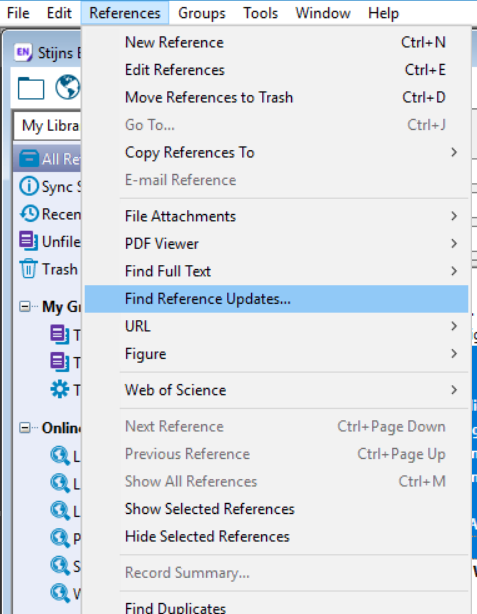 File Edit References Groups Tools Window Help
EN Stijns
New Reference Ctrl+N
Edit References Ctrl+E
Move References to Trash Ctrl+D
My Libra
Go To... Ctrl+J
All Re
Copy References To
Sync S
E-mail Reference
Recen
File Attachments
Unfile
PDF Viewer
Trash
Find Full Text
My Gr
Find Reference Updates...
T
URL
T
Figure
T
Web of Science
Onlin
Next Reference Ctrl+Page Down
L
Previous Reference Ctrl+Page Up
L
Show All References Ctrl+M
L
Show Selected References
P
Hide Selected References
S
Record Summary...
W
Find Duplicates